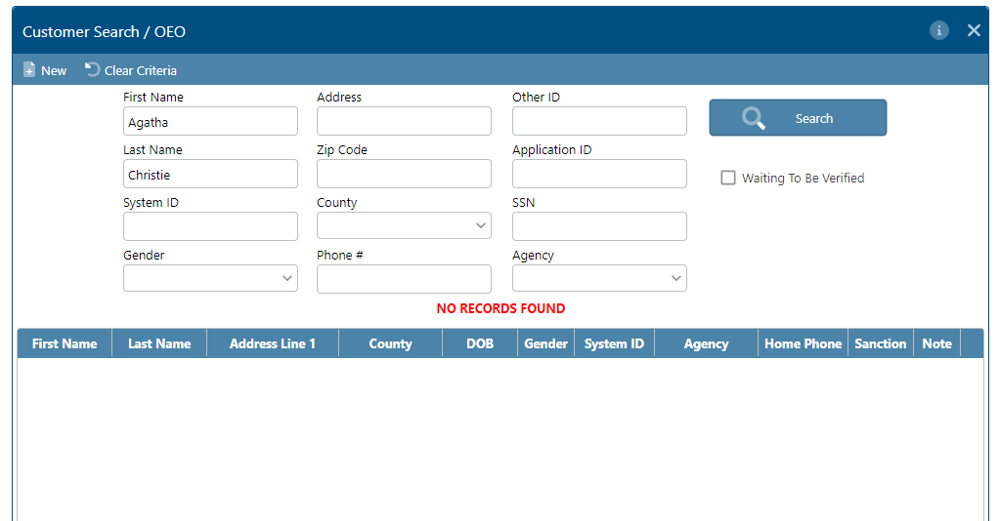 Customer Search / OEO
New Clear Criteria
First Name Address Other ID
Agatha
Search
Last Name Zip Code Application ID
Christie
Waiting To Be Verified
System ID County SSN
Gender Phone # Agency
NO RECORDS FOUND
First Name Last Name Address Line 1 County DOB Gender System ID Agency Home Phone Sanction Note